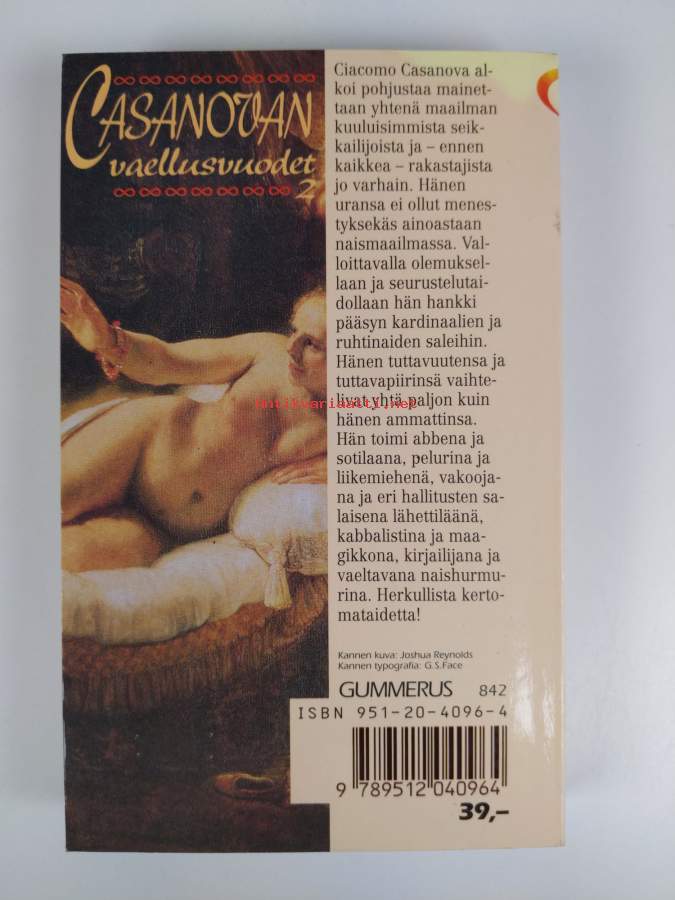 CASANOVAN
vaellusvuodet
2
Ciacomo Casanova al-
koi pohjustaa mainet-
taan yhtenä maailman
kuuluisimmista seik-
kailijoista ja – ennen
kaikkea – rakastajista
jo varhain. Hänen
uransa ei ollut menes-
tyksekäs ainoastaan
naismaailmassa. Val-
loittavalla olemuksel-
laan ja seurustelutai-
dollaan hän hankki
pääsyn kardinaalien ja
ruhtinaiden saleihin.
Hänen tuttavuutensa ja
tuttavapiirinsä vaihte-
livat yhtä paljon kuin
hänen ammattinsa.
Hän toimi abbena ja
sotilaana, pelurina ja
liikemiehenä, vakooja-
na ja eri hallitusten sa-
laisena lähettiläänä,
kabbalistina ja maa-
gikkona, kirjailijana ja
vaeltavana naishurmu-
rina. Herkullista kerto-
mataidetta!
Antikvariaatti.net
Kannen kuva: Joshua Reynolds
Kannen typografia: G.S.Face
GUMMERUS 842
ISBN 951-20-4096-4
9 789512 040964
39,–